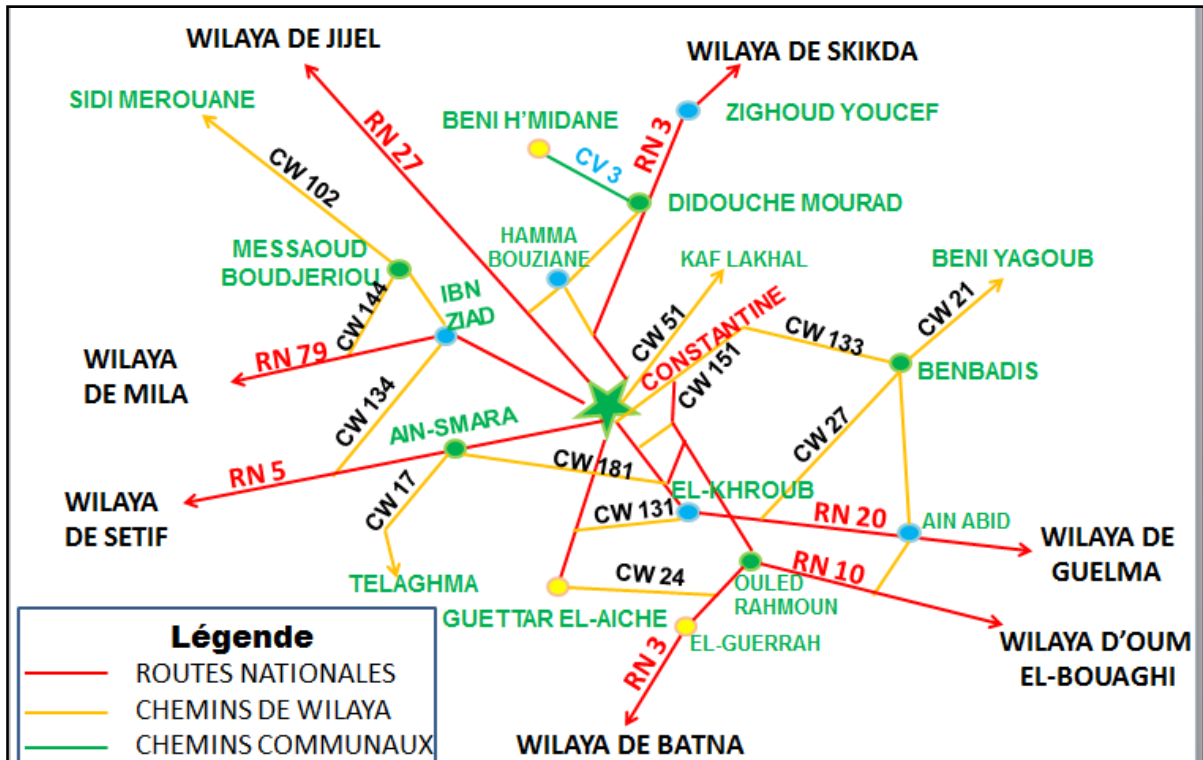 WILAYA DE JIJEL
WILAYA DE SKIKDA
SIDI MEROUANE
BENI H'MIDANE
ZIGHOUD YOUCEF
RN 27
RN 3
CV 3
CW 102
DIDOUCHE MOURAD
HAMMA
BOUZIANE
KAF LAKHAL
BENI YAGOUB
MESSAOUD
BOUDJERIOU
IBN
ZIAD
CW 144
CW 51
CONSTANTINE
CW 151
CW 133
CW 21
BENBADIS
RN 79
WILAYA
DE MILA
CW 134
AIN-SMARA
CW 27
RN 5
CW 17
CW 181
WILAYA
DE SETIF
EL-KHROUB
CW 131
RN 20
AIN ABID
WILAYA DE
GUELMA
TELAGHMA
CW 24
RN 10
OULED
RAHMOUN
GUETTAR EL-AICHE
EL-GUERRAH
RN 3
WILAYA D'OUM
EL-BOUAGHI
WILAYA DE BATNA
Légende
ROUTES NATIONALES
CHEMINS DE WILAYA
CHEMINS COMMUNAUX